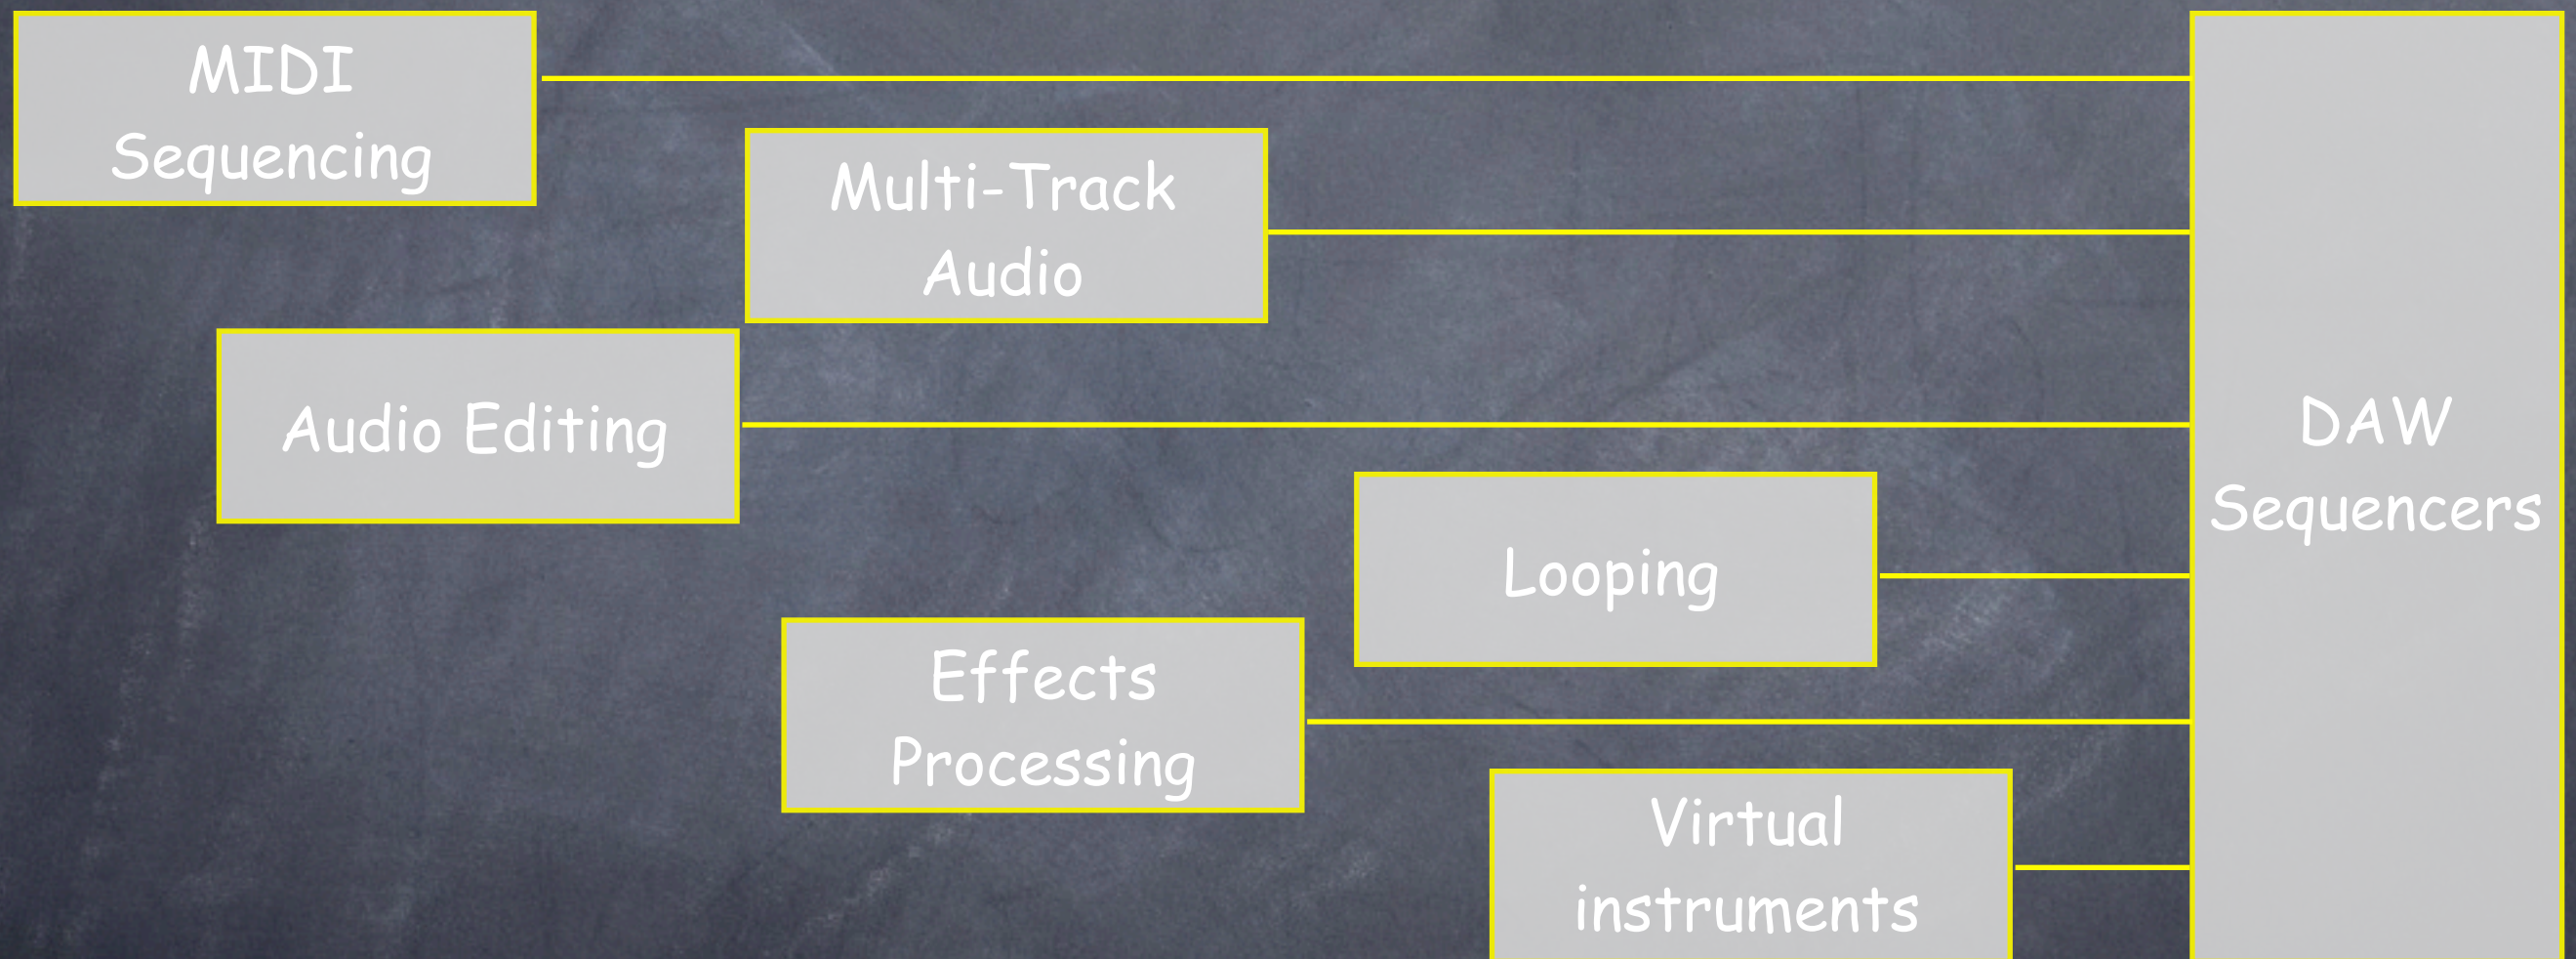 MIDI
Sequencing
Multi-Track
Audio
Audio Editing
DAW
Sequencers
Looping
Effects
Processing
Virtual
instruments